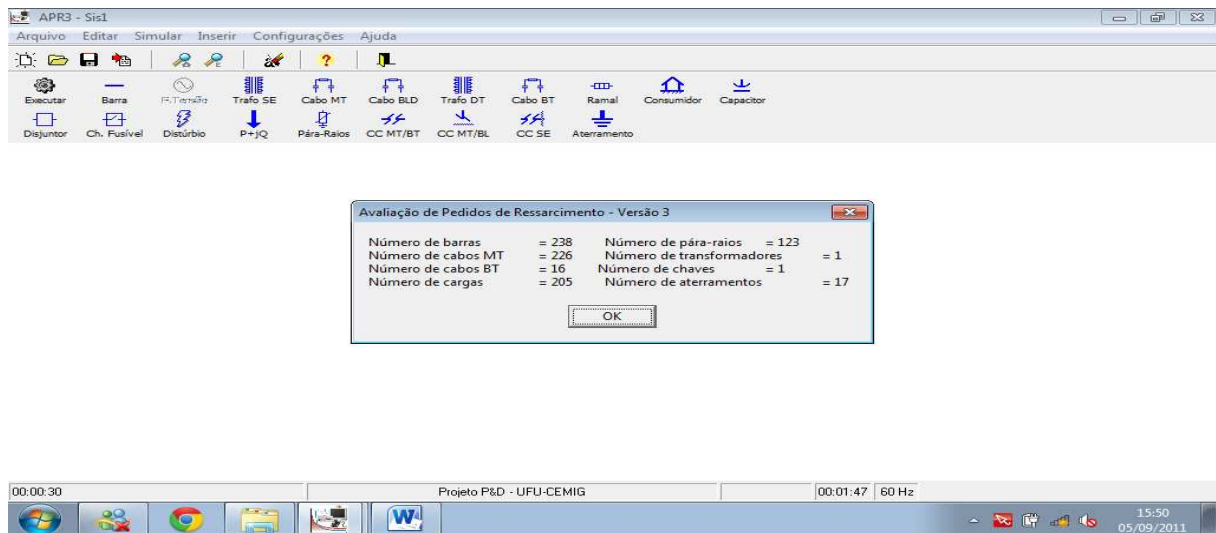 APR3 - Sis1
Arquivo Editar Simular Inserir Configurações Ajuda
Executar Barra F.Tensão Trafo SE Cabo MT Cabo BLD Trafo DT Cabo BT Ramal Consumidor Capacitor
Disjuntor Ch. Fusível Distúrbio P+jQ Pára-Raios CC MT/BT CC MT/BL CC SE Aterramento
Avaliação de Pedidos de Ressarcimento - Versão 3
Número de barras = 238 Número de pára-raios = 123
Número de cabos MT = 226 Número de transformadores = 1
Número de cabos BT = 16 Número de chaves = 1
Número de cargas = 205 Número de aterramentos = 17
OK
00:00:30 Projeto P&D - UFU-CEMIG 00:01:47 60 Hz
15:50
05/09/2011